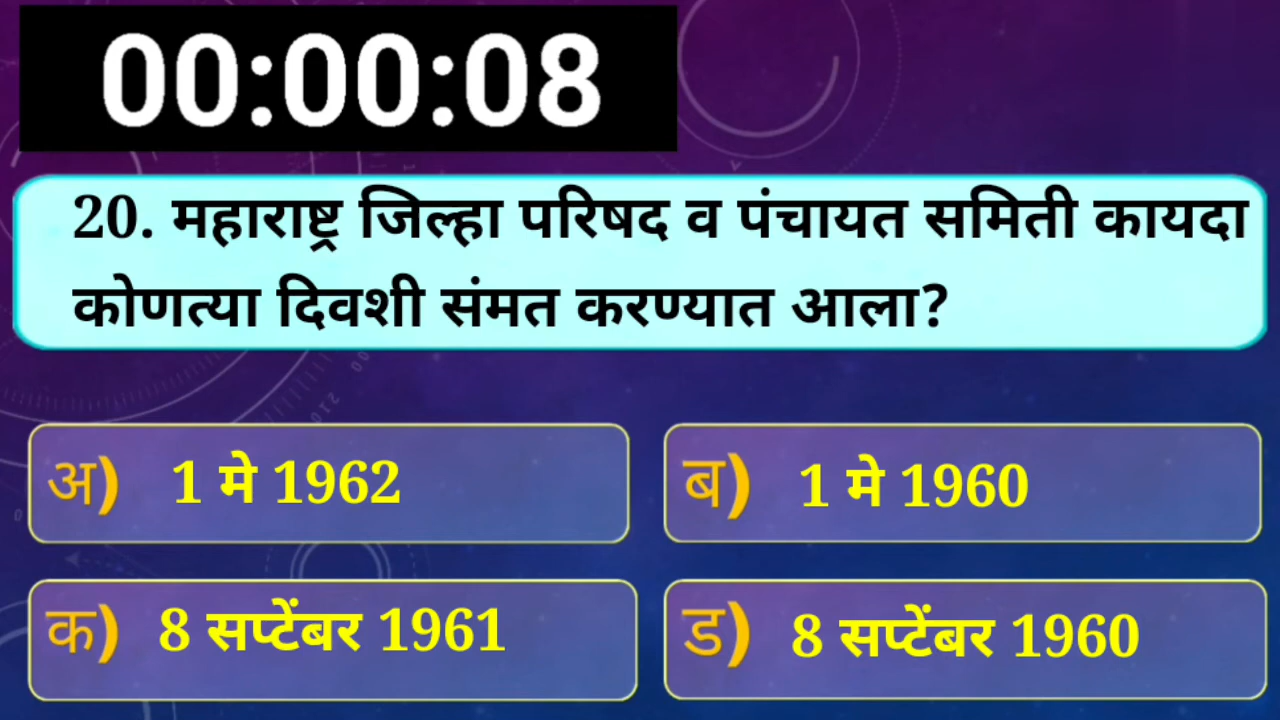 00:00:08
20. महाराष्ट्र जिल्हा परिषद व पंचायत समिती कायदा
कोणत्या दिवशी संमत करण्यात आला?
अ) 1 मे 1962
ब) 1 मे 1960
क) 8 सप्टेंबर 1961
ड) 8 सप्टेंबर 1960